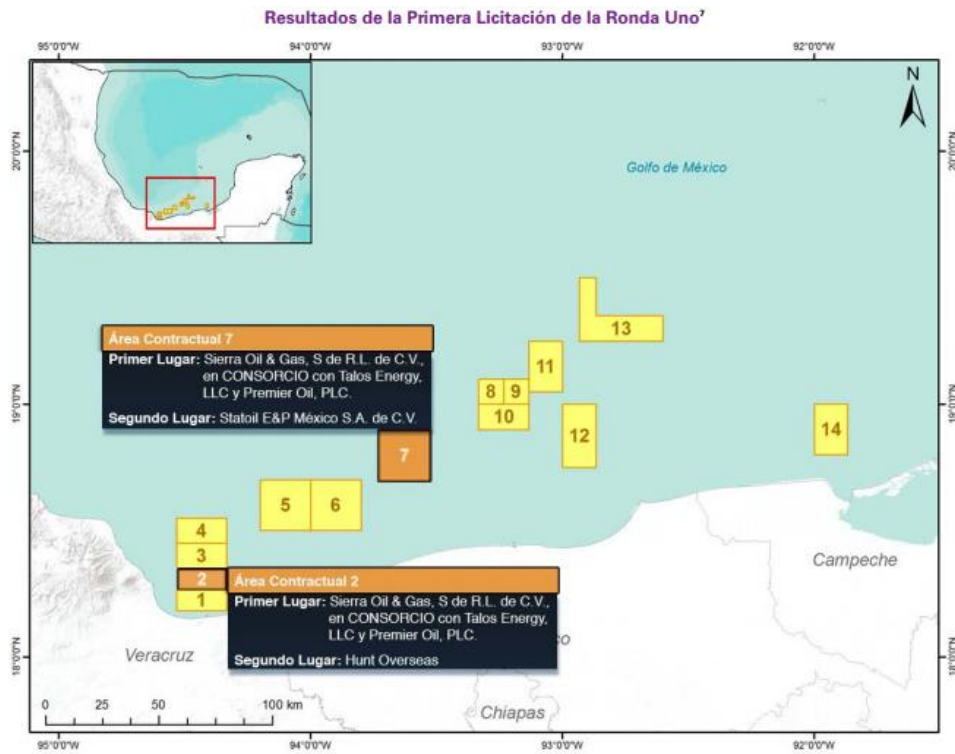 Resultados de la Primera Licitación de la Ronda Uno⁷
95°0'0"W
94°0'0"W
93°0'0"W
92°0'0"W
N
20°0'0"N
20°0'0"N
Golfo de México
13
Área Contractual 7
Primer Lugar: Sierra Oil & Gas, S de R.L. de C.V.,
en CONSORCIO con Talos Energy,
LLC y Premier Oil, PLC.
Segundo Lugar: Statoil E&P México S.A. de C.V.
11
8
9
19°0'0"N
19°0'0"N
10
12
14
7
5
6
4
3
2
1
Campeche
Área Contractual 2
Primer Lugar: Sierra Oil & Gas, S de R.L. de C.V.,
en CONSORCIO con Talos Energy,
LLC y Premier Oil, PLC.
Segundo Lugar: Hunt Overseas
Veracruz
18°0'0"N
18°0'0"N
0 25 50 100 km
Chiapas
95°0'0"W
94°0'0"W
93°0'0"W
92°0'0"W